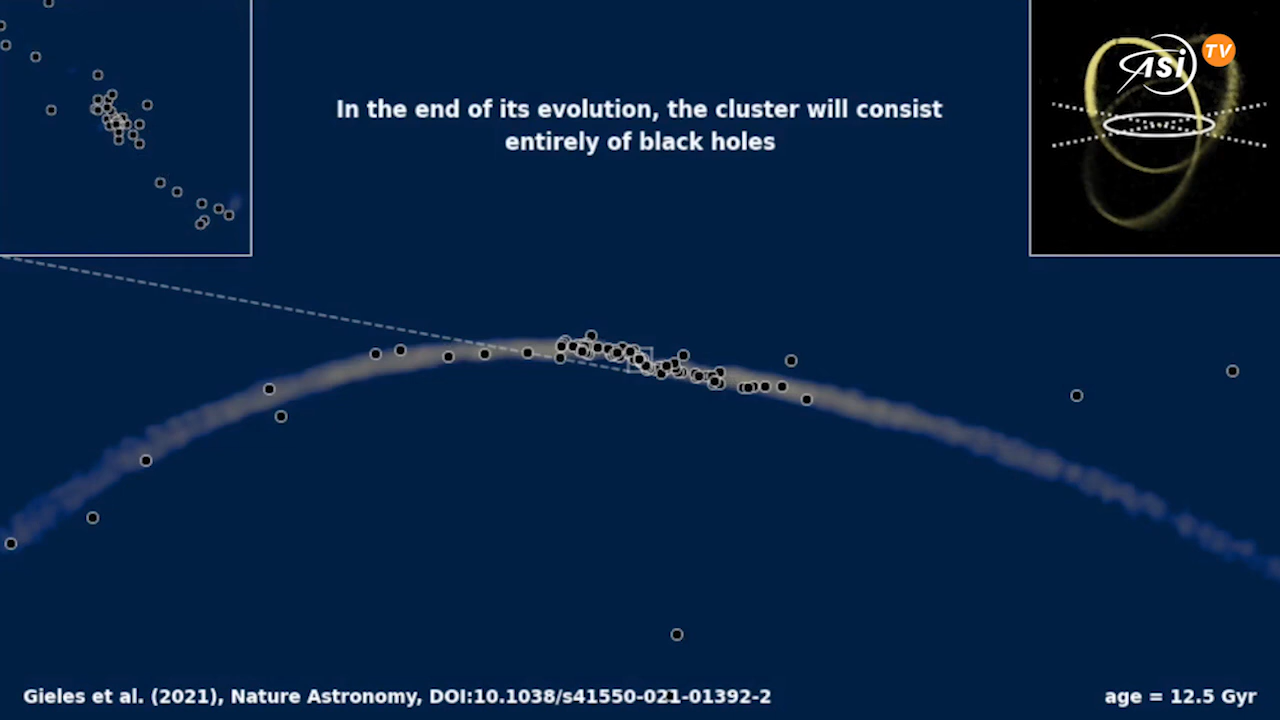 ASI TV
In the end of its evolution, the cluster will consist
entirely of black holes
Gieles et al. (2021), Nature Astronomy, DOI:10.1038/s41550-021-01392-2
age = 12.5 Gyr